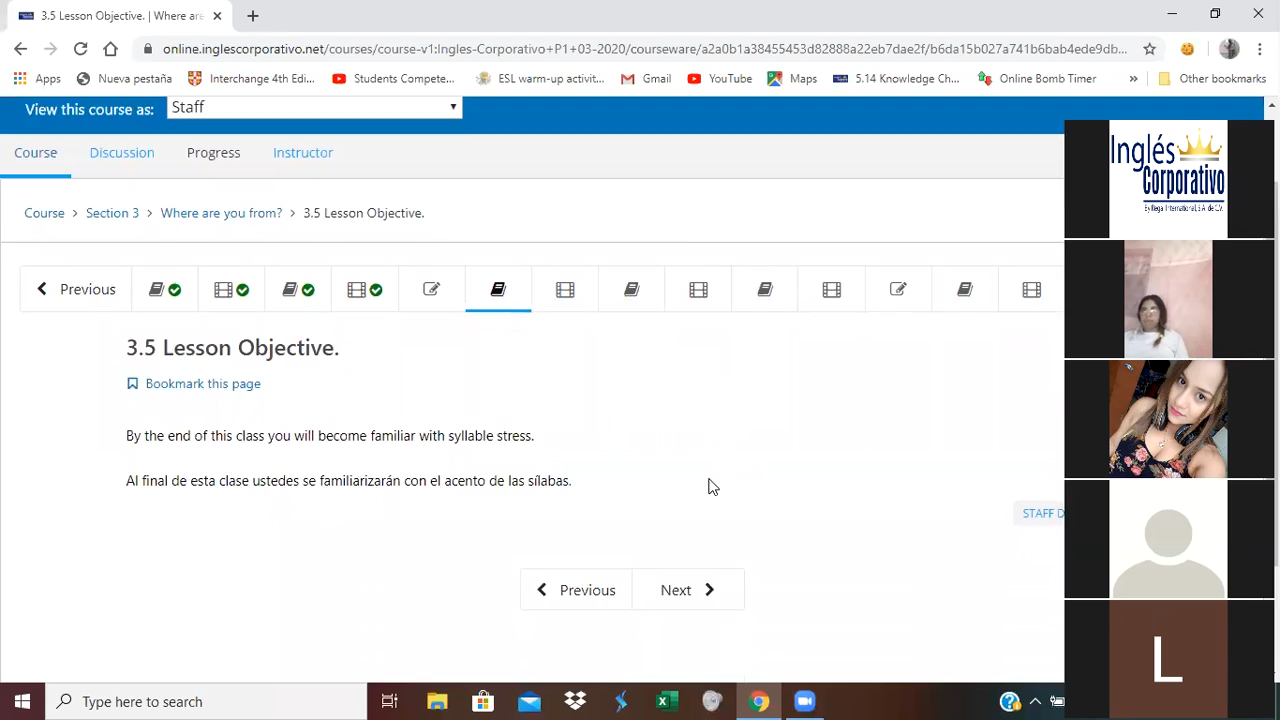 3.5 Lesson Objective. | Where are
online.inglescorporativo.net/courses/course-v1:Ingles-Corporativo+P1+03-2020/courseware/a2a0b1a38455453d82888a22eb7dae2f/b6da15b027a741b6bab4ede9db...
Apps Nueva pestaña Interchange 4th Edi... Students Compete... ESL warm-up activit... Gmail YouTube Maps 5.14 Knowledge Ch... Online Bomb Timer » Other bookmarks
View this course as: Staff
Course Discussion Progress Instructor
Course > Section 3 > Where are you from? > 3.5 Lesson Objective.
Previous
3.5 Lesson Objective.
Bookmark this page
By the end of this class you will become familiar with syllable stress.
Al final de esta clase ustedes se familiarizarán con el acento de las sílabas.
STAFF D
Previous Next
Inglés
Corporativo
By Rega International, S.A. de C.V.
L
Type here to search